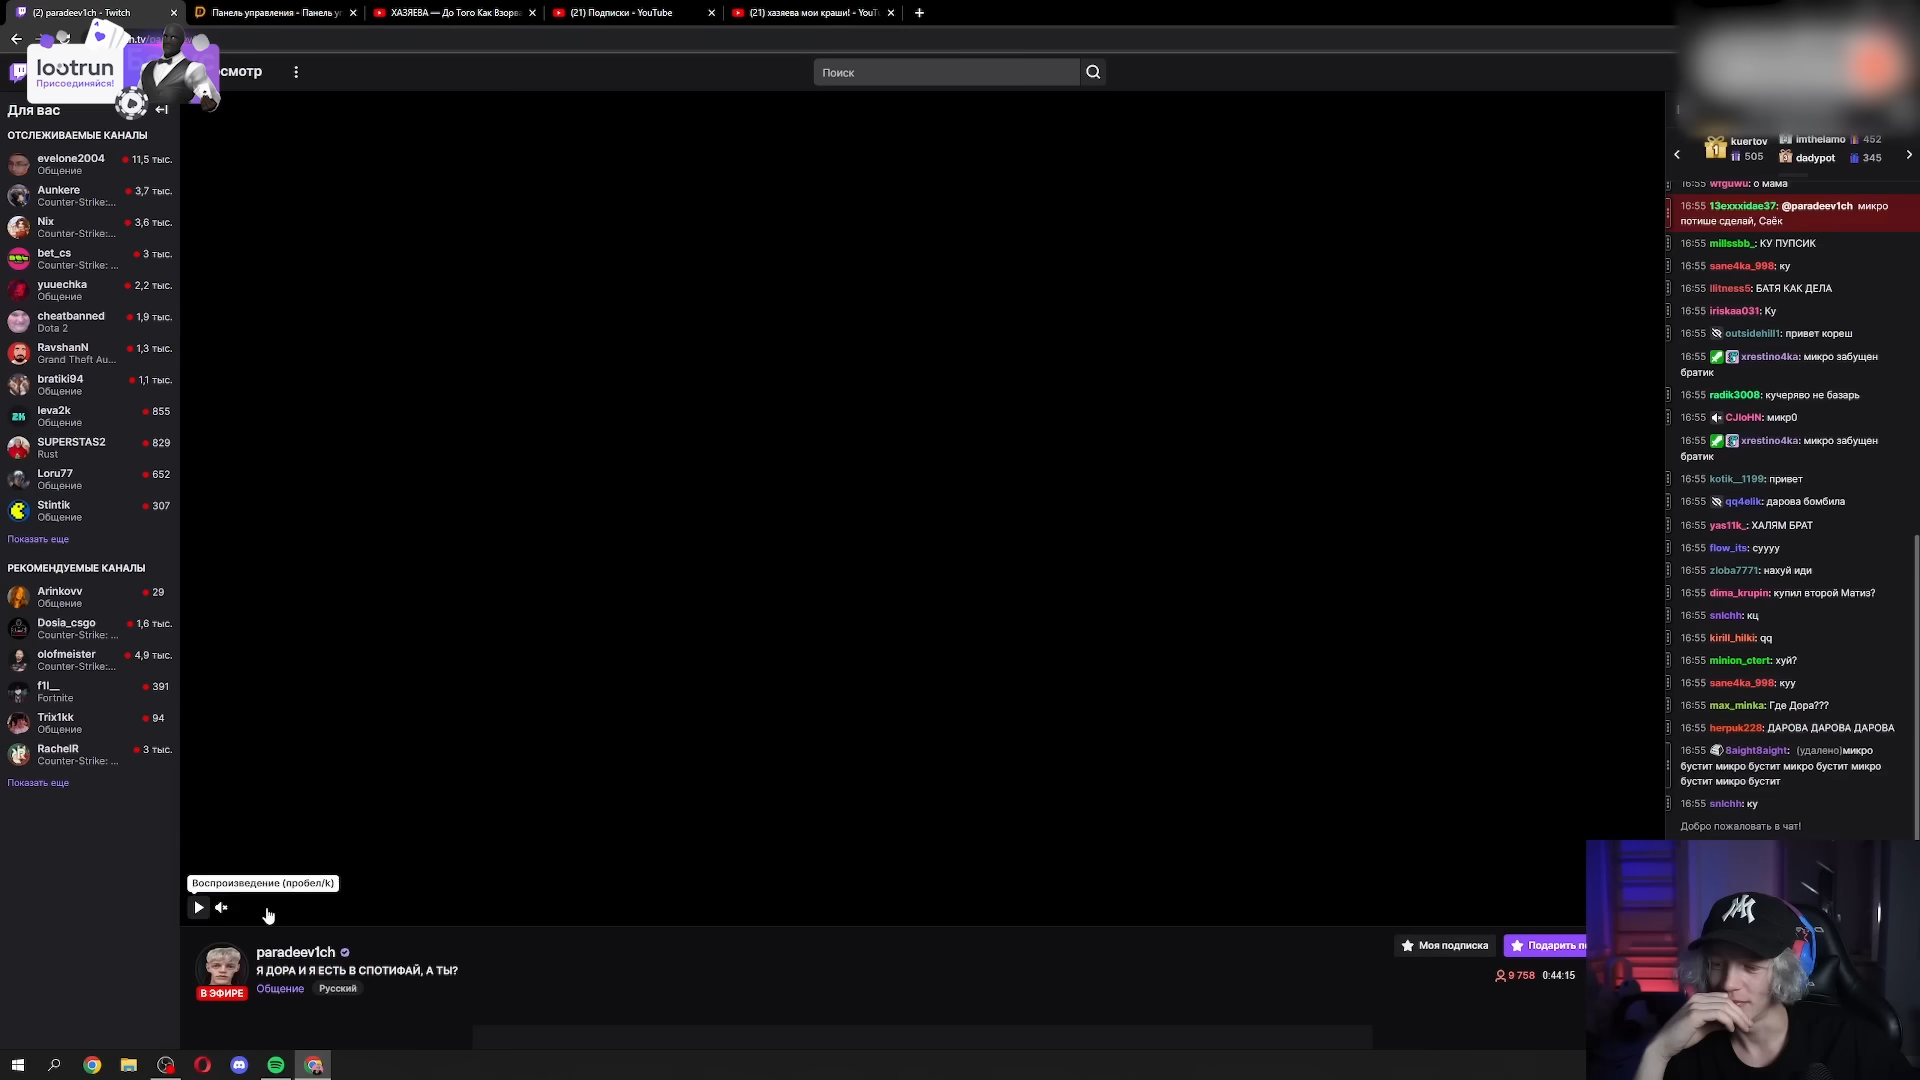 (2) paradeev1ch - Twitch
Панель управления - Панель у
ХАЗЯЕВА — До Того Как Взорва
(21) Подписки - YouTube
(21) хазяева мои краши! - YouT
lootrun
Присоединяйся!
Поиск
Для вас
ОТСЛЕЖИВАЕМЫЕ КАНАЛЫ
evelone2004 11,5 тыс.
Общение
Aunkere 3,7 тыс.
Counter-Strike:...
Nix 3,6 тыс.
Counter-Strike:...
bet_cs 3 тыс.
Counter-Strike: ...
yuuechka 2,2 тыс.
Общение
cheatbanned 1,9 тыс.
Dota 2
RavshanN 1,3 тыс.
Grand Theft Au...
bratiki94 1,1 тыс.
Общение
leva2k 855
Общение
SUPERSTAS2 829
Rust
Loru77 652
Общение
Stintik 307
Общение
Показать еще
РЕКОМЕНДУЕМЫЕ КАНАЛЫ
Arinkovv 29
Общение
Dosia_csgo 1,6 тыс.
Counter-Strike: ...
olofmeister 4,9 тыс.
Counter-Strike:...
f1l__ 391
Fortnite
Trix1kk 94
Общение
RachelR 3 тыс.
Counter-Strike: ...
Показать еще
Воспроизведение (пробел/k)
paradeev1ch
Я ДОРА И Я ЕСТЬ В СПОТИФАЙ, А ТЫ?
Общение Русский
В ЭФИРЕ
Моя подписка
Подарить п
9 758 0:44:15
kuertov
505
imtheiamo 452
dadypot 345
16:55 wfguwu: о мама
16:55 13exxxidae37: @paradeev1ch микро
потише сделай, Саёк
16:55 millssbb_: КУ ПУПСИК
16:55 sane4ka_998: ку
16:55 llitness5: БАТЯ КАК ДЕЛА
16:55 iriskaa031: Ку
16:55 outsidehill1: привет кореш
16:55 xrestino4ka: микро забущен
братик
16:55 radik3008: кучеряво не базарь
16:55 CJIoHN: микр0
16:55 xrestino4ka: микро забущен
братик
16:55 kotik__1199: привет
16:55 qq4elik: дарова бомбила
16:55 yas11k_: ХАЛЯМ БРАТ
16:55 flow_its: суууу
16:55 zloba7771: нахуй иди
16:55 dima_krupin: купил второй Матиз?
16:55 snlchh: кц
16:55 kirill_hilki: qq
16:55 minion_ctert: хуй?
16:55 sane4ka_998: куу
16:55 max_minka: Где Дора???
16:55 herpuk228: ДАРОВА ДАРОВА ДАРОВА
16:55 8aight8aight: (удалено)микро
бустит микро бустит микро бустит микро
бустит микро бустит
16:55 snlchh: ку
Добро пожаловать в чат!